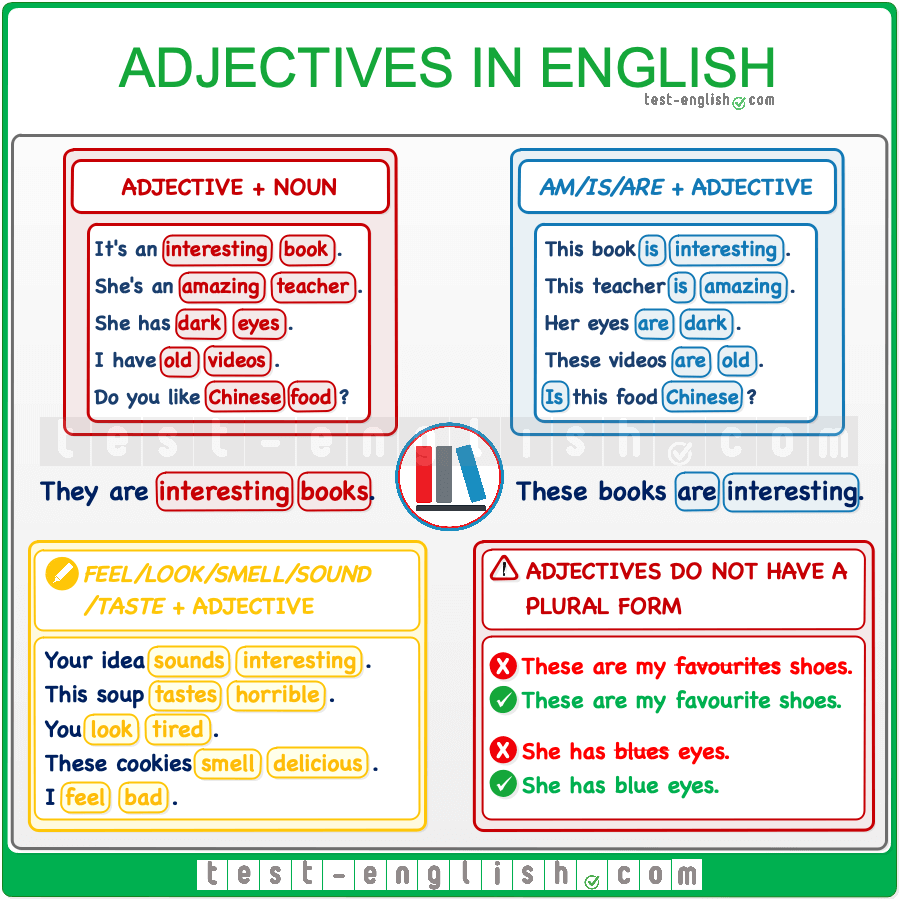 ADJECTIVES IN ENGLISH
test-english.com
ADJECTIVE + NOUN
It's an interesting book.
She's an amazing teacher.
She has dark eyes.
I have old videos.
Do you like Chinese food?
AM/IS/ARE + ADJECTIVE
This book is interesting.
This teacher is amazing.
Her eyes are dark.
These videos are old.
Is this food Chinese?
test-english.com
They are interesting books.
These books are interesting.
FEEL/LOOK/SMELL/SOUND
/TASTE + ADJECTIVE
Your idea sounds interesting.
This soup tastes horrible.
You look tired.
These cookies smell delicious.
I feel bad.
ADJECTIVES DO NOT HAVE A
PLURAL FORM
These are my favourites shoes.
These are my favourite shoes.
She has blues eyes.
She has blue eyes.
test-english.com